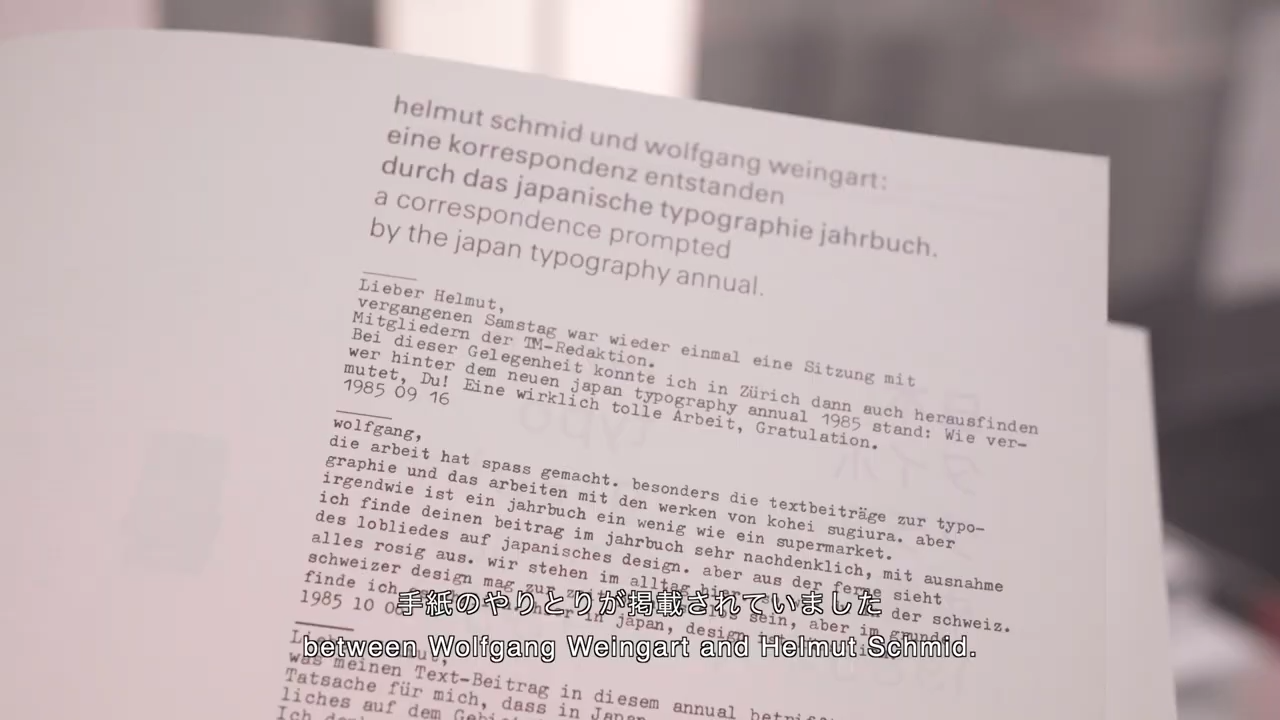 helmut schmid und wolfgang weingart:
eine korrespondenz entstanden
durch das japanische typographie jahrbuch.
a correspondence prompted
by the japan typography annual.
Lieber Helmut,
vergangenen Samstag war wieder einmal eine Sitzung mit
Mitgliedern der TM-Redaktion.
Bei dieser Gelegenheit konnte ich in Zürich dann auch herausfinden
wer hinter dem neuen japan typography annual 1985 stand: Wie ver-
mutet, Du! Eine wirklich tolle Arbeit, Gratulation.
1985 09 16
wolfgang,
die arbeit hat spass gemacht. besonders die textbeiträge zur typo-
graphie und das arbeiten mit den werken von kohei sugiura. aber
irgendwie ist ein jahrbuch ein wenig wie ein supermarket.
ich finde deinen beitrag im jahrbuch sehr nachdenklich, mit ausnahme
des lobliedes auf japanisches design. aber aus der ferne sieht
alles rosig aus. wir stehen im alltag
schweizer design mag zur sein, aber im grunde der schweiz.
finde ich in japan, design
1985 10
手紙のやりとりが掲載されていました
between Wolfgang Weingart and Helmut Schmid.
was meinen Text-Beitrag in diesem annual
Tatsache für mich, dass in Japan
liches auf dem
Ich